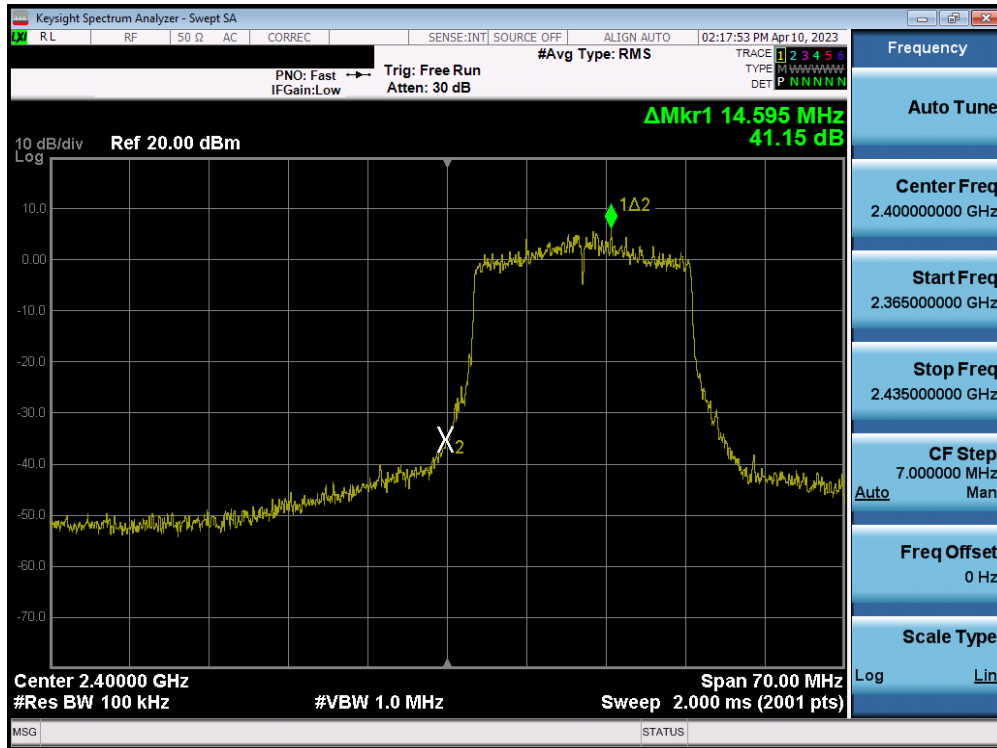 Keysight Spectrum Analyzer - Swept SA
LXI RL RF 50 Ω AC CORREC SENSE:INT SOURCE OFF ALIGN AUTO 02:17:53 PM Apr 10, 2023
#Avg Type: RMS
TRACE 1 2 3 4 5 6
TYPE M WWWWW
DET P N N N N N
PNO: Fast
IFGain:Low
Trig: Free Run
Atten: 30 dB
ΔMkr1 14.595 MHz
41.15 dB
10 dB/div
Log
Ref 20.00 dBm
1Δ2
10.0
0.00
-10.0
-20.0
-30.0
2
-40.0
-50.0
-60.0
-70.0
Center 2.40000 GHz
Span 70.00 MHz
#Res BW 100 kHz
#VBW 1.0 MHz
Sweep 2.000 ms (2001 pts)
MSG
STATUS
Frequency
Auto Tune
Center Freq
2.400000000 GHz
Start Freq
2.365000000 GHz
Stop Freq
2.435000000 GHz
CF Step
7.000000 MHz
Auto Man
Freq Offset
0 Hz
Scale Type
Log Lin